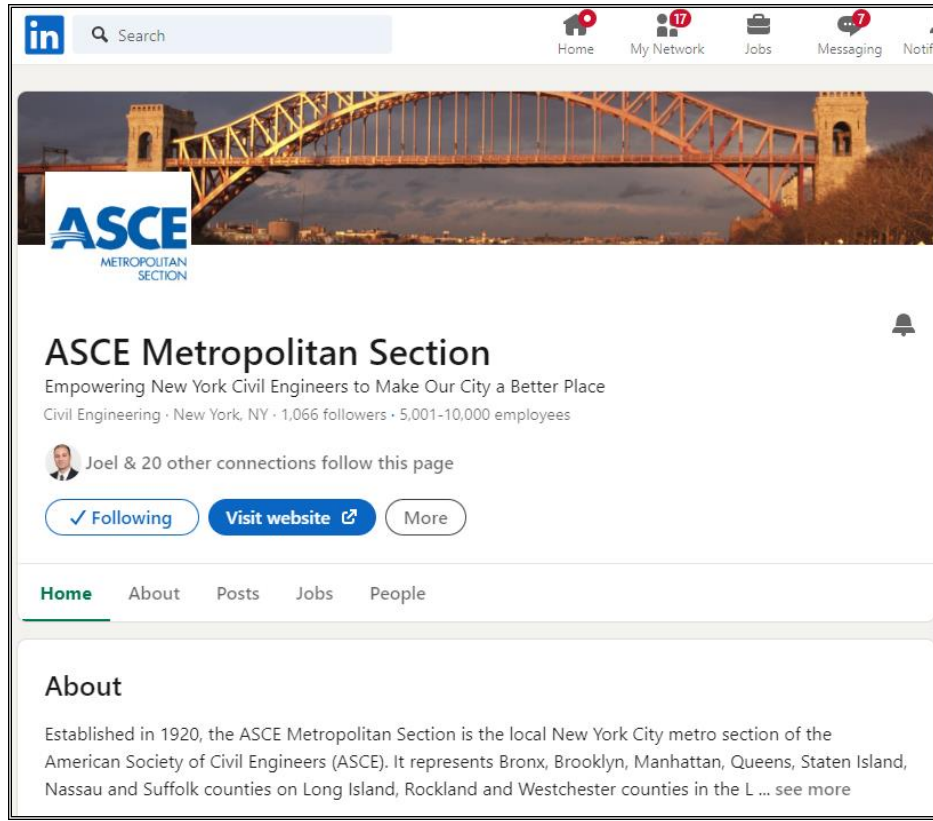 in
Search
Home
17
My Network
Jobs
7
Messaging
Notif
ASCE
METROPOLITAN
SECTION
ASCE Metropolitan Section
Empowering New York Civil Engineers to Make Our City a Better Place
Civil Engineering · New York, NY · 1,066 followers · 5,001-10,000 employees
Joel & 20 other connections follow this page
✓ Following
Visit website
More
Home About Posts Jobs People
About
Established in 1920, the ASCE Metropolitan Section is the local New York City metro section of the
American Society of Civil Engineers (ASCE). It represents Bronx, Brooklyn, Manhattan, Queens, Staten Island,
Nassau and Suffolk counties on Long Island, Rockland and Westchester counties in the L ... see more